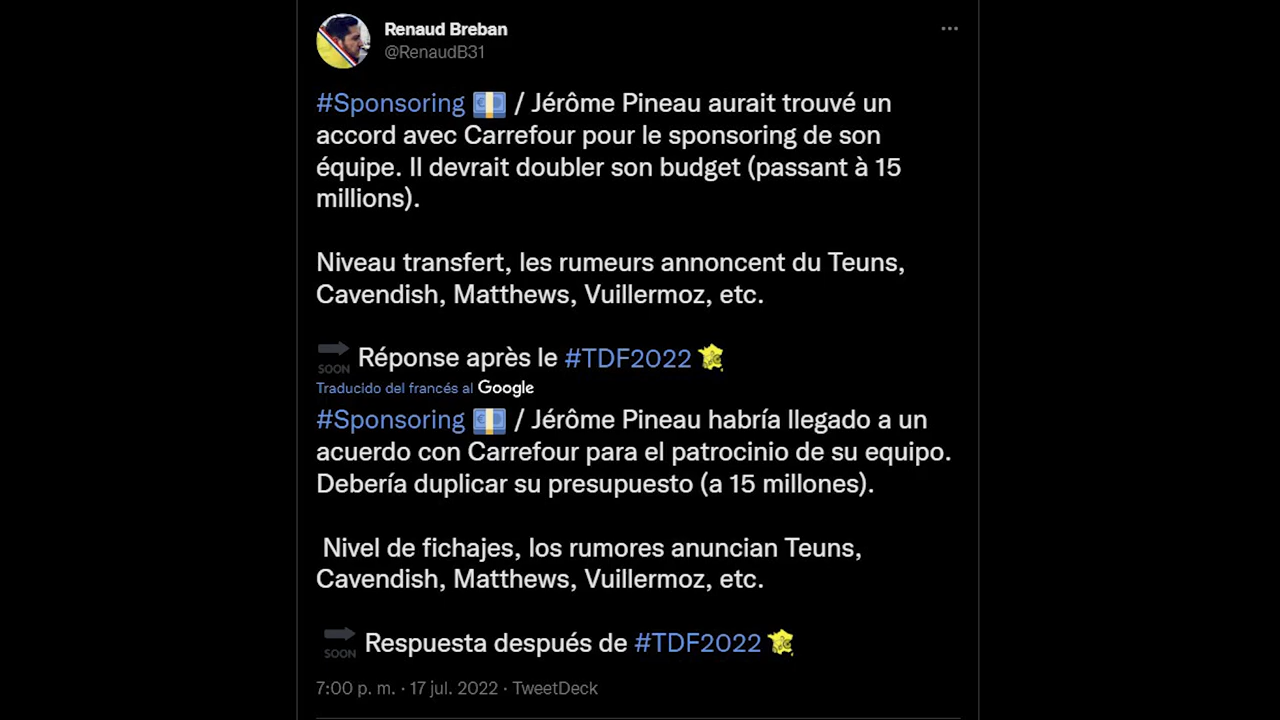 Renaud Breban
@RenaudB31
#Sponsoring 💶 / Jérôme Pineau aurait trouvé un
accord avec Carrefour pour le sponsoring de son
équipe. Il devrait doubler son budget (passant à 15
millions).
Niveau transfert, les rumeurs annoncent du Teuns,
Cavendish, Matthews, Vuillermoz, etc.
SOON Réponse après le #TDF2022
Traducido del francés al Google
#Sponsoring 💶 / Jérôme Pineau habría llegado a un
acuerdo con Carrefour para el patrocinio de su equipo.
Debería duplicar su presupuesto (a 15 millones).
Nivel de fichajes, los rumores anuncian Teuns,
Cavendish, Matthews, Vuillermoz, etc.
SOON Respuesta después de #TDF2022
7:00 p. m. · 17 jul. 2022 · TweetDeck